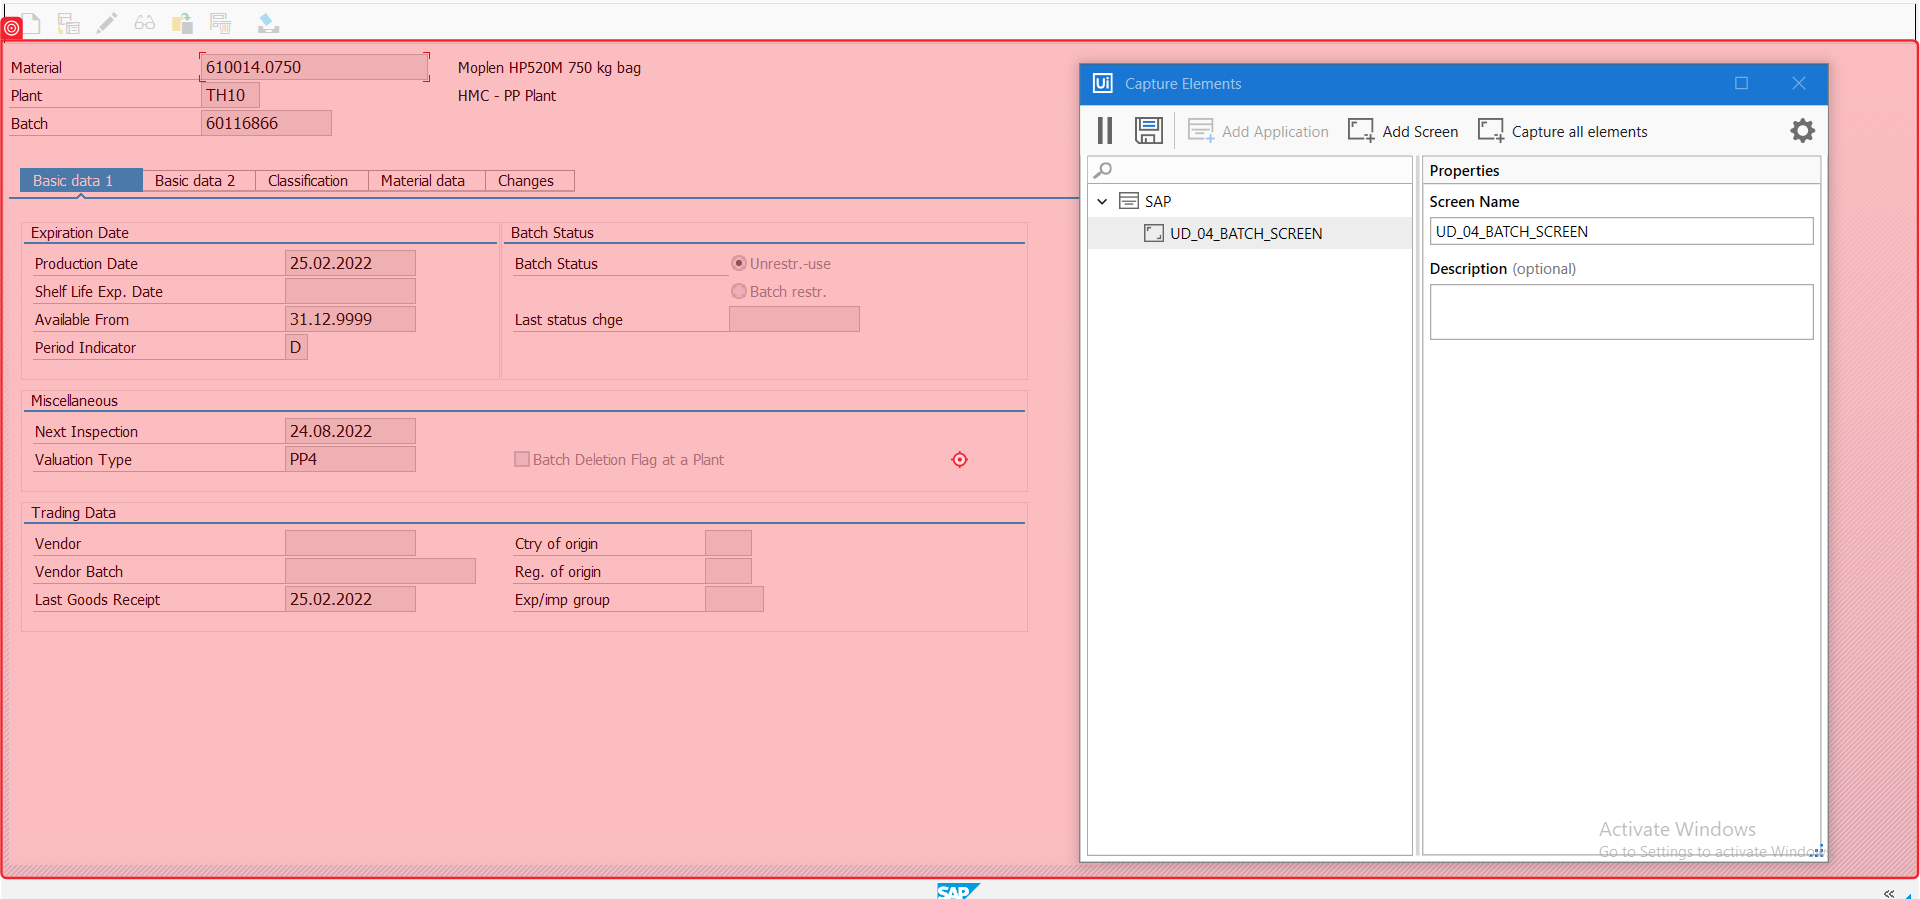 Material 610014.0750 Moplen HP520M 750 kg bag
Plant TH10 HMC - PP Plant
Batch 60116866
Basic data 1 Basic data 2 Classification Material data Changes
Expiration Date
Production Date 25.02.2022
Shelf Life Exp. Date
Available From 31.12.9999
Period Indicator D
Batch Status
Batch Status Unrestr.-use
Batch restr.
Last status chge
Miscellaneous
Next Inspection 24.08.2022
Valuation Type PP4 Batch Deletion Flag at a Plant
Trading Data
Vendor Ctry of origin
Vendor Batch Reg. of origin
Last Goods Receipt 25.02.2022 Exp/imp group
Ui Capture Elements
Add Application Add Screen Capture all elements
SAP
UD_04_BATCH_SCREEN
Properties
Screen Name
UD_04_BATCH_SCREEN
Description (optional)
Activate Windows
Go to Settings to activate Windows
SAP